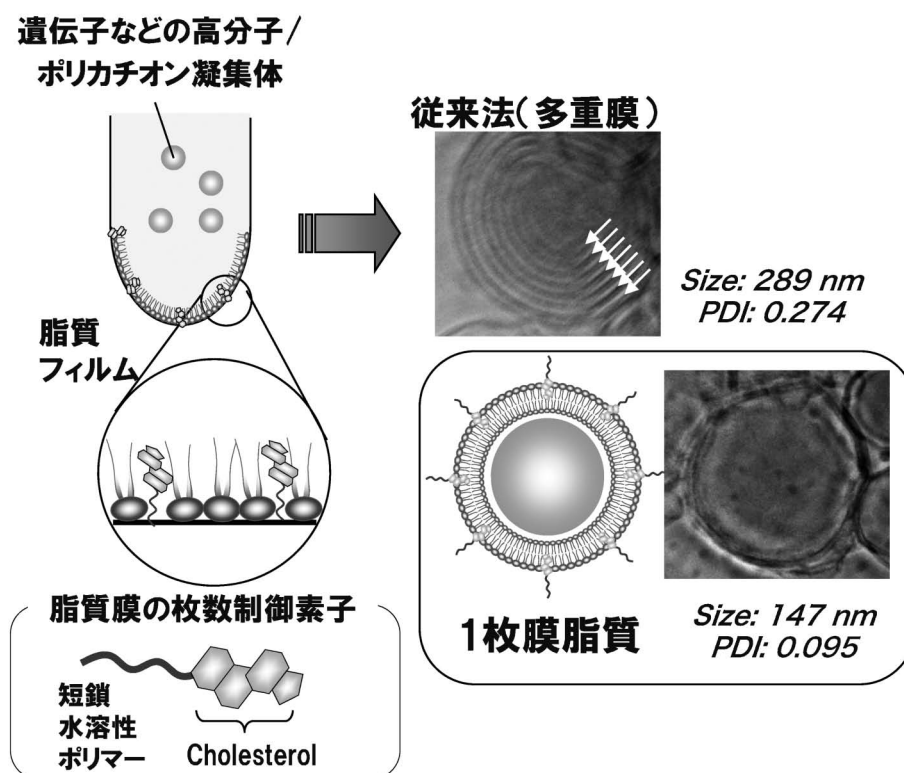 遺伝子などの高分子/
ポリカチオン凝集体
従来法(多重膜)
Size: 289 nm
PDI: 0.274
脂質
フィルム
1枚膜脂質
Size: 147 nm
PDI: 0.095
脂質膜の枚数制御素子
短鎖
水溶性
ポリマー
Cholesterol